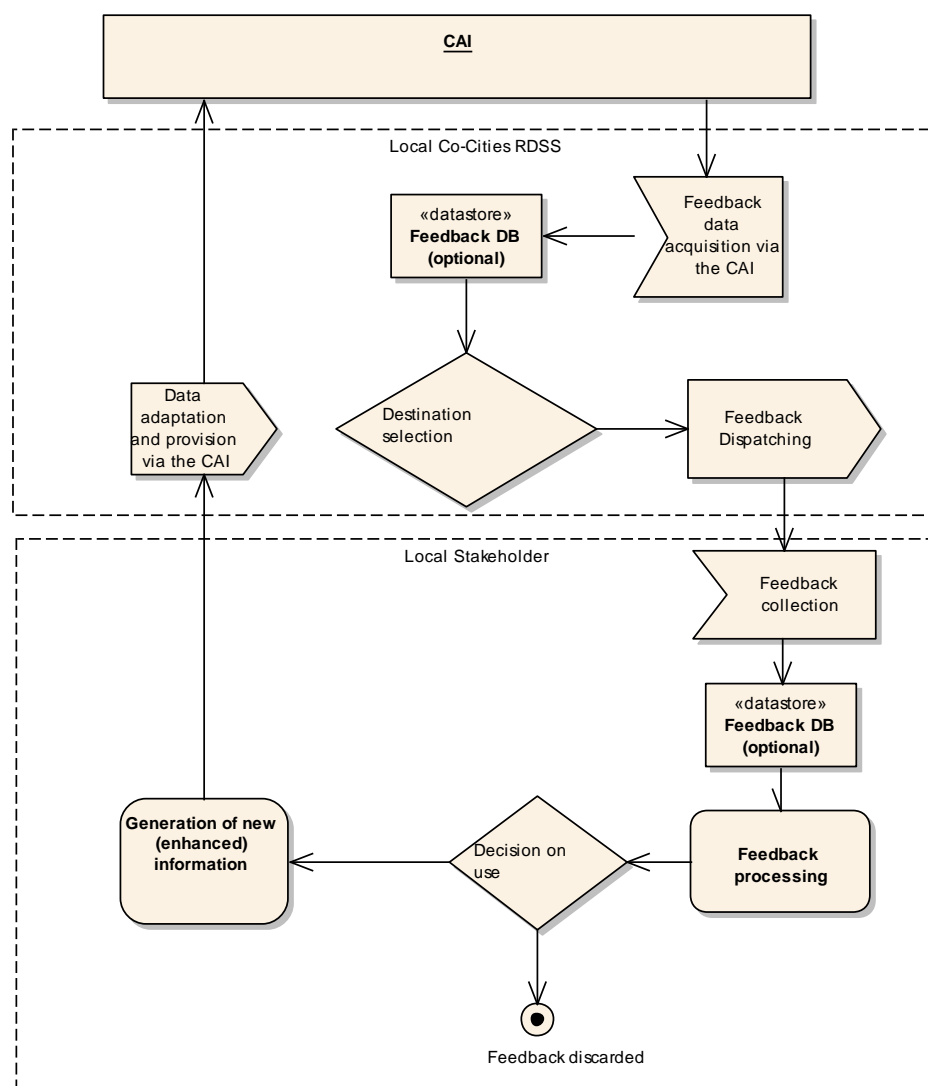 CAI
Local Co-Cities RDSS
Feedback
data
acquisition via
the CAI
«datastore»
Feedback DB
(optional)
Destination
selection
Feedback
Dispatching
Data
adaptation
and provision
via the CAI
Local Stakeholder
Feedback
collection
«datastore»
Feedback DB
(optional)
Feedback
processing
Decision on
use
Generation of new
(enhanced)
information
Feedback discarded